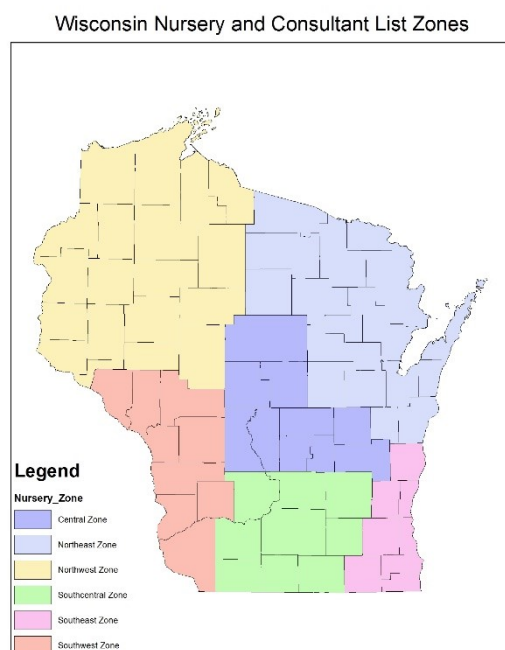 Wisconsin Nursery and Consultant List Zones
Legend
Nursery_Zone
Central Zone
Northeast Zone
Northwest Zone
Southcentral Zone
Southeast Zone
Southwest Zone